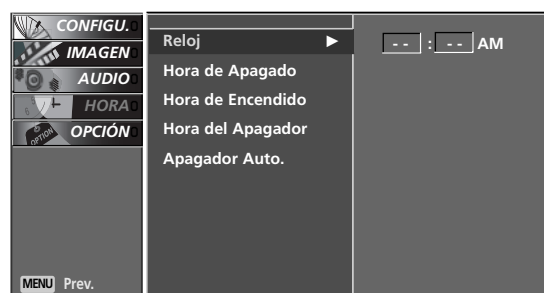 CONFIGU.
IMAGEN
AUDIO
HORA
OPCIÓN
OPTION
Reloj ►
Hora de Apagado
Hora de Encendido
Hora del Apagador
Apagador Auto.
- - : - - AM
MENU Prev.